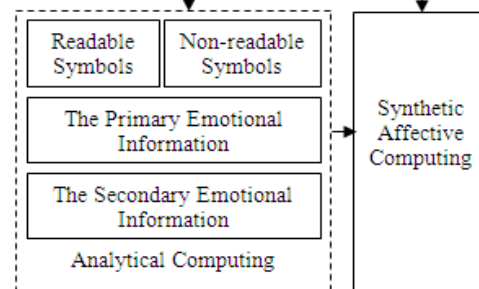 Readable
Symbols
Non-readable
Symbols
The Primary Emotional
Information
The Secondary Emotional
Information
Analytical Computing
Synthetic
Affective
Computing